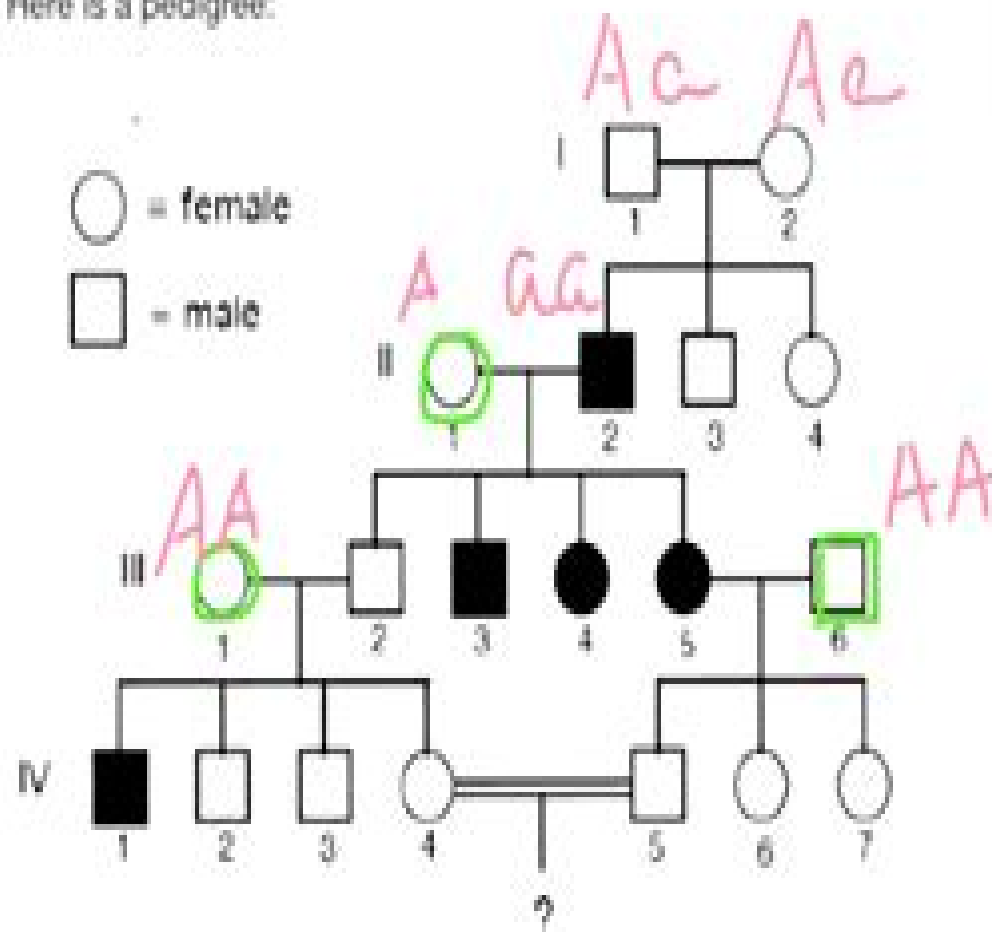 Here is a pedigree:
Aa Aa
I
1 2
= female
= male
A aa
II
1 2 3 4
AA AA
III
1 2 3 4 5 6
IV
1 2 3 4 5 6 7
?